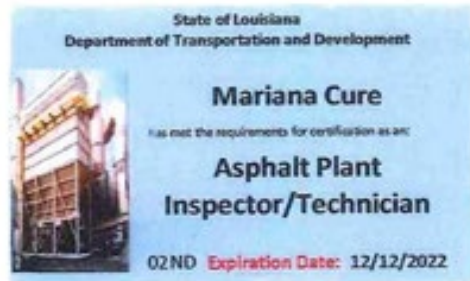 State of Louisiana
Department of Transportation and Development
Mariana Cure
has met the requirements for certification as an:
Asphalt Plant
Inspector/Technician
02ND Expiration Date: 12/12/2022